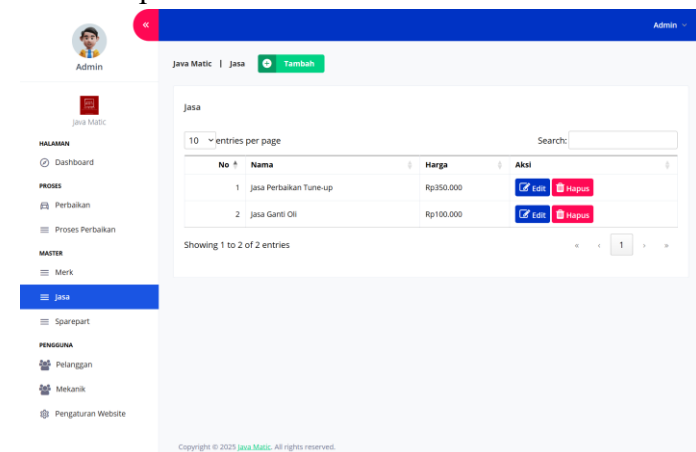 «
Admin
Admin
Java Matic
HALAMAN
Dashboard
PROSES
Perbaikan
Proses Perbaikan
MASTER
Merk
Jasa
Sparepart
PENGGUNA
Pelanggan
Mekanik
Pengaturan Website
Java Matic | Jasa Tambah
Jasa
10 entries per page Search:
No Nama Harga Aksi
1 Jasa Perbaikan Tune-up Rp350.000 Edit Hapus
2 Jasa Ganti Oli Rp100.000 Edit Hapus
Showing 1 to 2 of 2 entries « ‹ 1 › »
Copyright © 2025 Java Matic. All rights reserved.